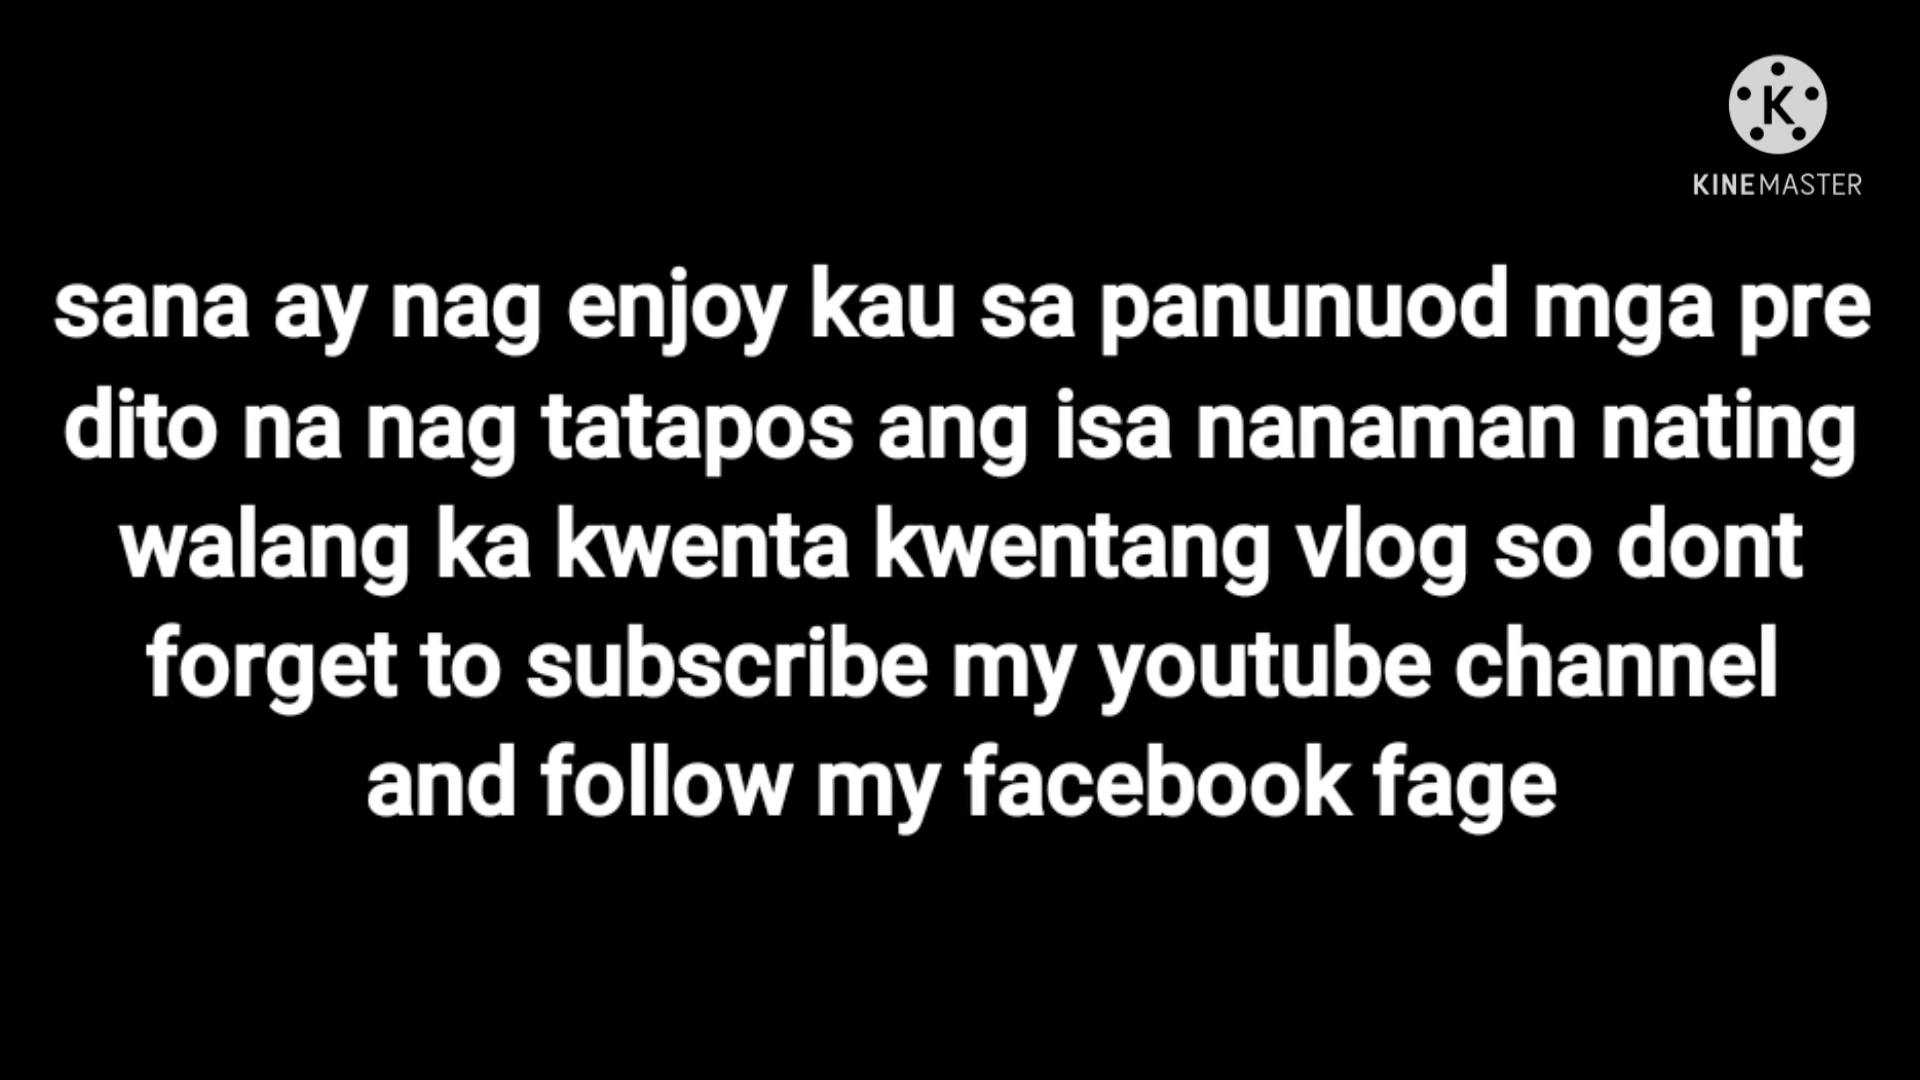 K
KINEMASTER
sana ay nag enjoy kau sa panunuod mga pre
dito na nag tatapos ang isa nanaman nating
walang ka kwenta kwentang vlog so dont
forget to subscribe my youtube channel
and follow my facebook fage